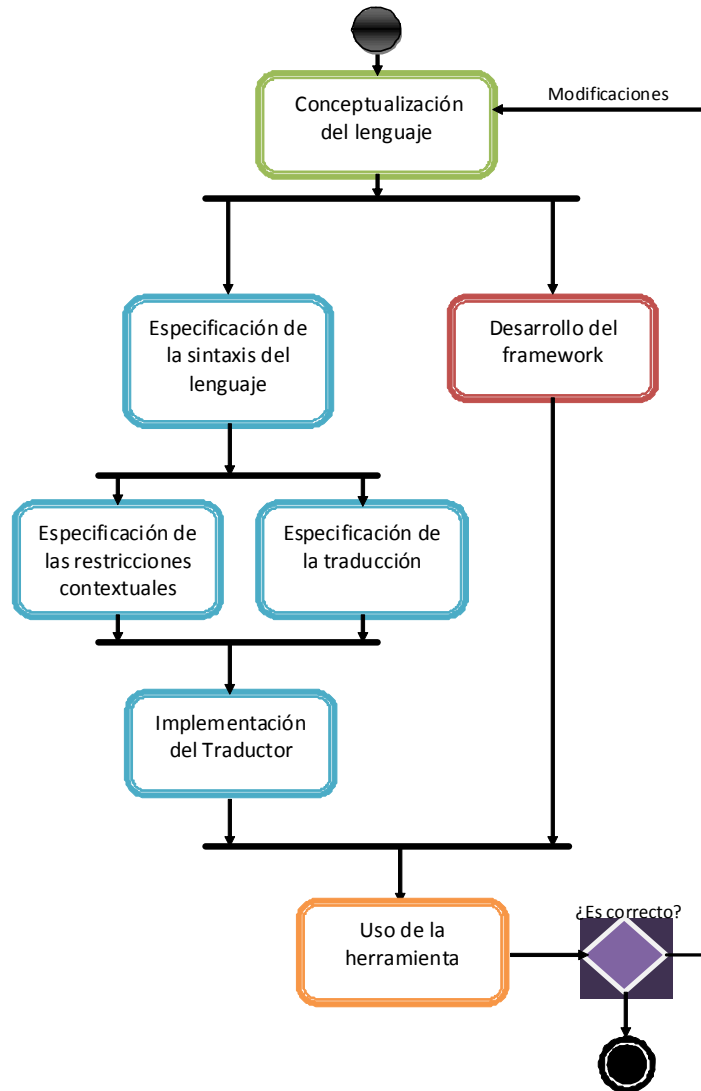 Conceptualización
del lenguaje
Modificaciones
Especificación de
la sintaxis del
lenguaje
Desarrollo del
framework
Especificación de
las restricciones
contextuales
Especificación de
la traducción
Implementación
del Traductor
Uso de la
herramienta
¿Es correcto?